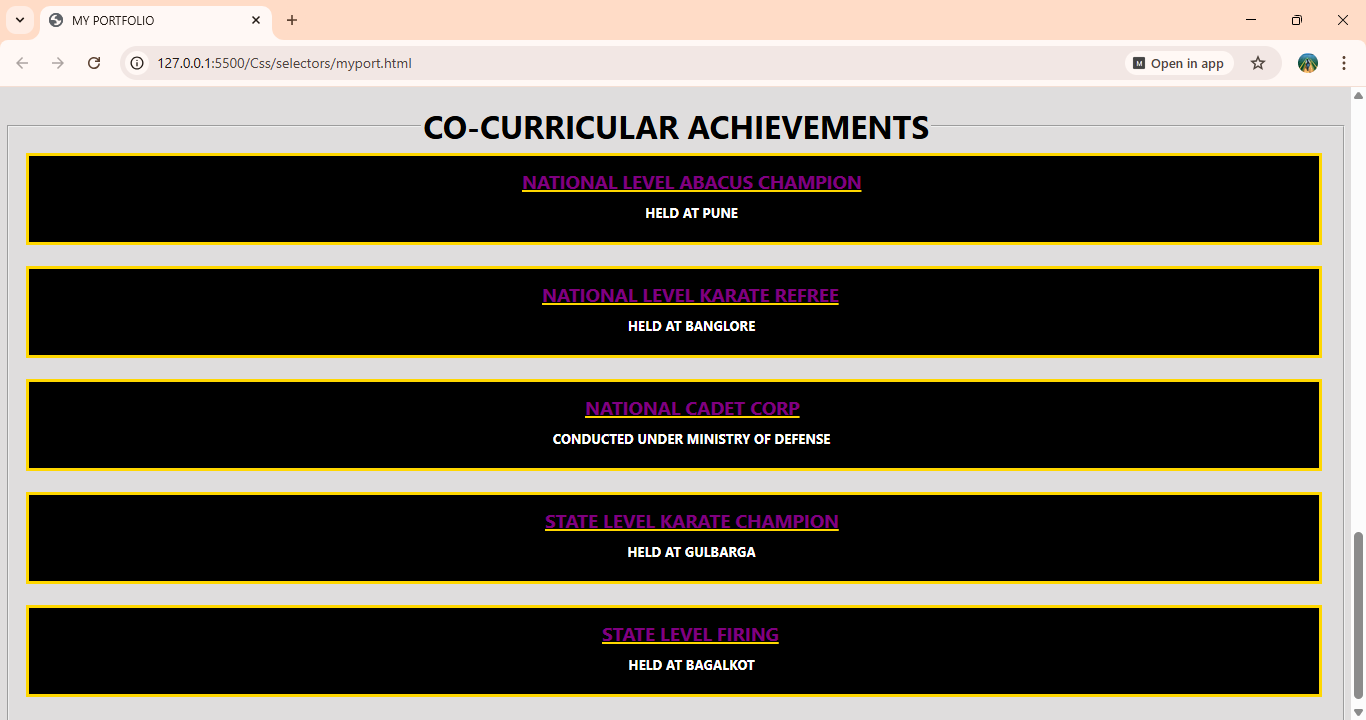 MY PORTFOLIO
127.0.0.1:5500/Css/selectors/myport.html
M Open in app
CO-CURRICULAR ACHIEVEMENTS
NATIONAL LEVEL ABACUS CHAMPION
HELD AT PUNE
NATIONAL LEVEL KARATE REFREE
HELD AT BANGLORE
NATIONAL CADET CORP
CONDUCTED UNDER MINISTRY OF DEFENSE
STATE LEVEL KARATE CHAMPION
HELD AT GULBARGA
STATE LEVEL FIRING
HELD AT BAGALKOT